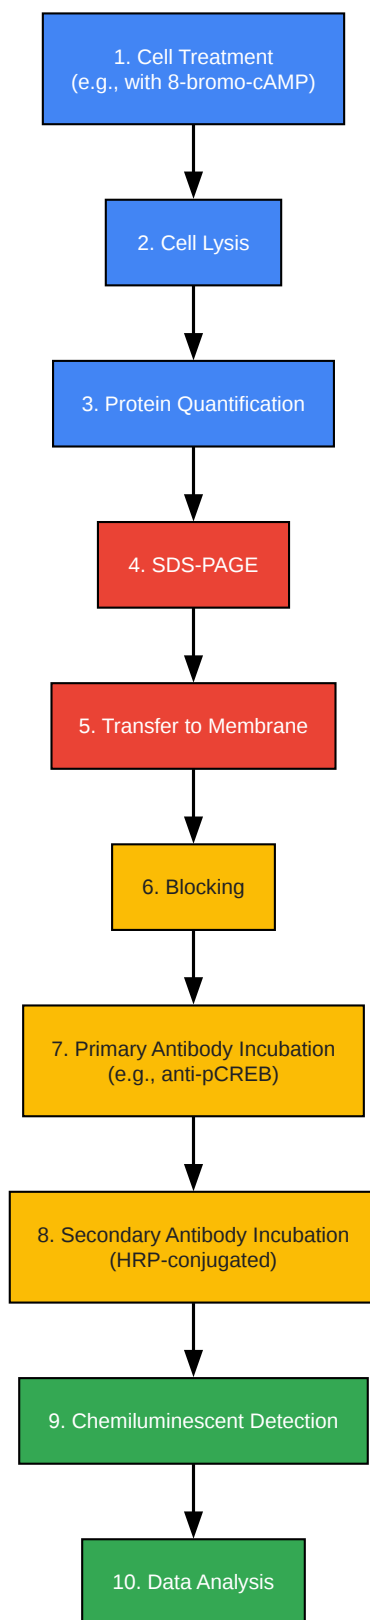 1. Cell Treatment
(e.g., with 8-bromo-cAMP)
2. Cell Lysis
3. Protein Quantification
4. SDS-PAGE
5. Transfer to Membrane
6. Blocking
7. Primary Antibody Incubation
(e.g., anti-pCREB)
8. Secondary Antibody Incubation
(HRP-conjugated)
9. Chemiluminescent Detection
10. Data Analysis